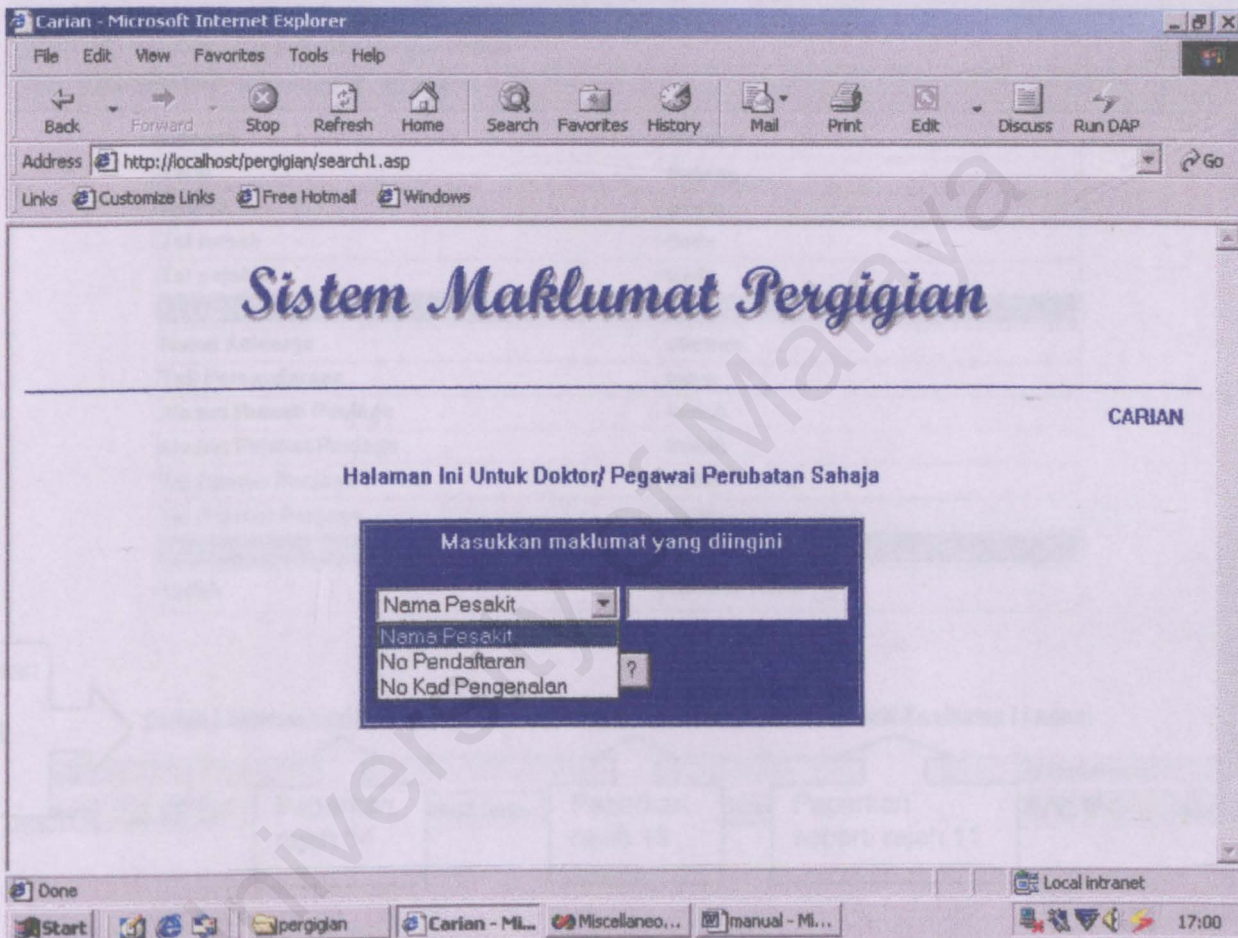 Carian - Microsoft Internet Explorer
File Edit View Favorites Tools Help
Back Forward Stop Refresh Home Search Favorites History Mail Print Edit Discuss Run DAP
Address http://localhost/pergigian/search1.asp Go
Links Customize Links Free Hotmail Windows
Sistem Maklumat Pergigian
CARIAN
Halaman Ini Untuk Doktor/ Pegawai Perubatan Sahaja
Masukkan maklumat yang diingini
Nama Pesakit
Nama Pesakit
No Pendaftaran
No Kad Pengenalan
?
Done Local intranet
Start pergigian Carian - Mi... Miscellaneo... manual - Mi... 17:00
University of Malaya